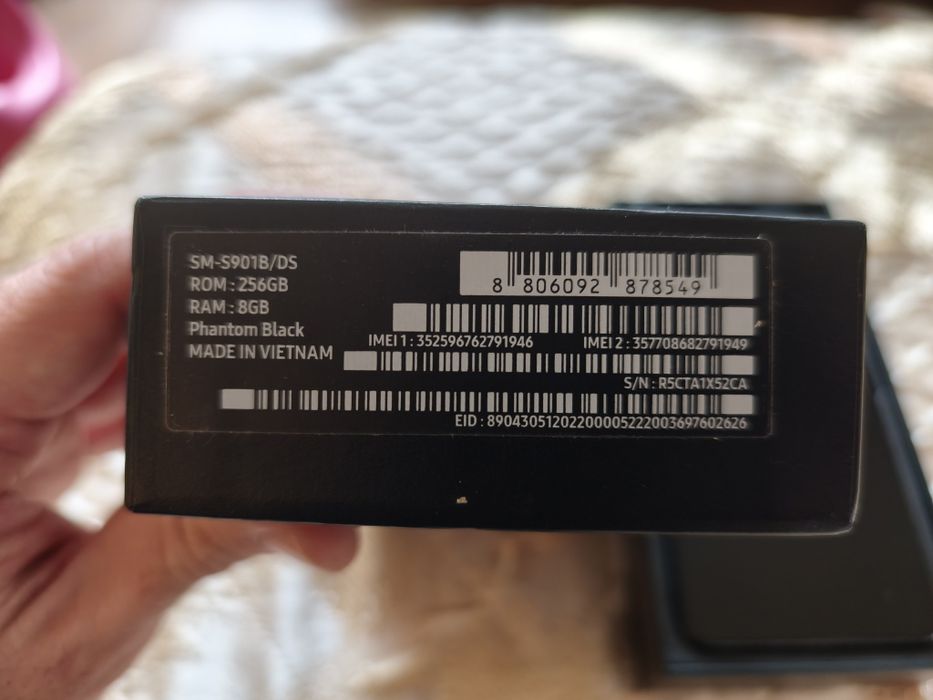 SM-S901B/DS
ROM : 256GB
RAM : 8GB
Phantom Black
MADE IN VIETNAM
8 806092 878549
IMEI 1 : 352596762791946 IMEI 2 : 357708682791949
S/N : R5CTA1X52CA
EID : 89043051202200005222003697602626